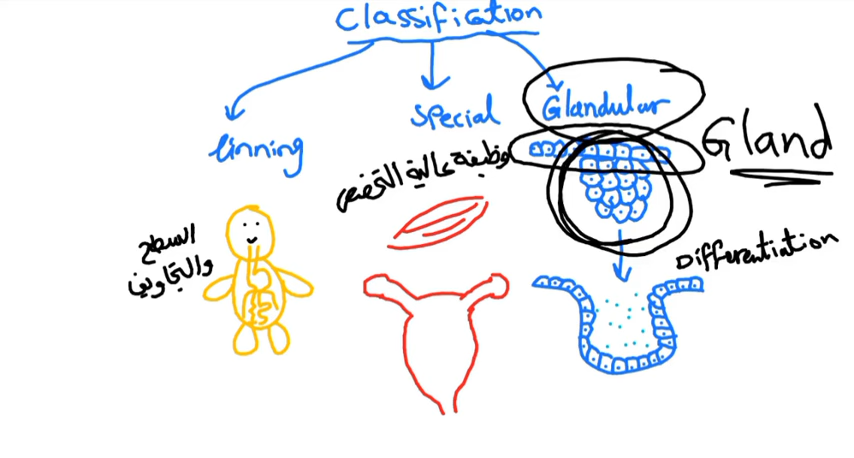 Classification
Glandular
Special
linning
Gland
وظيفة عالية التخصص
السطح
والتجاويف
Differentiation